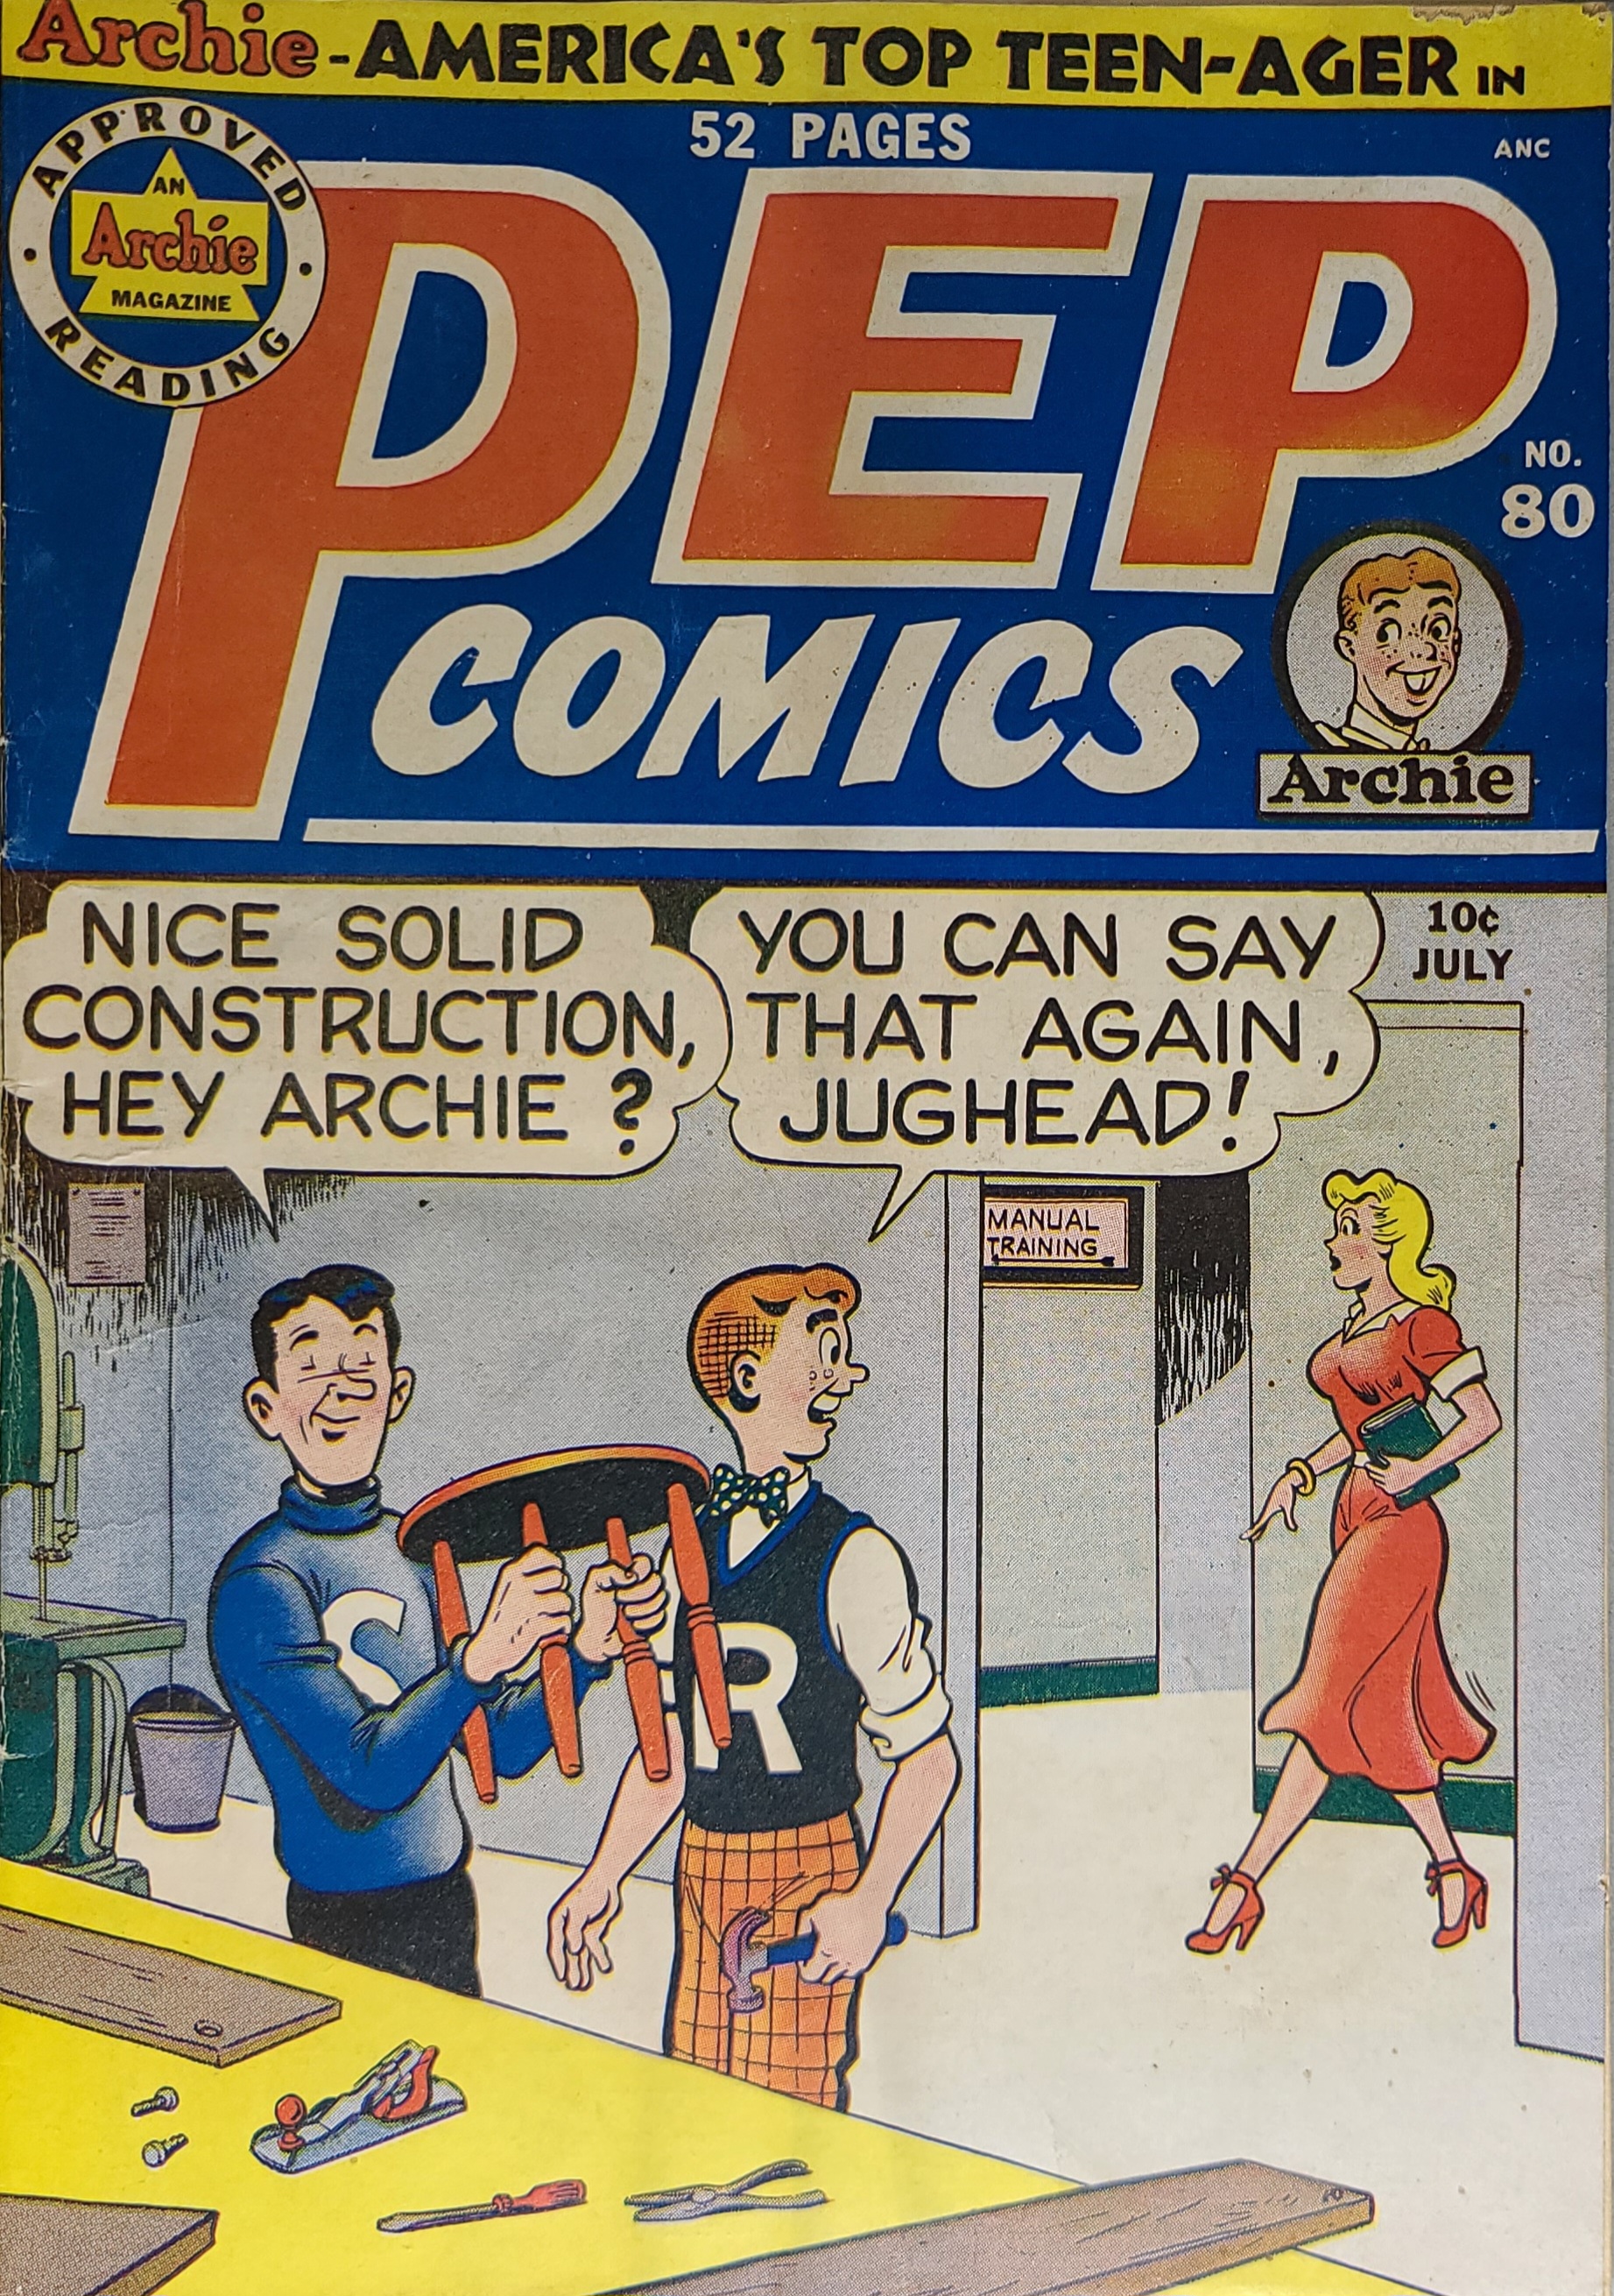 Archie - AMERICA'S TOP TEEN-AGER IN
52 PAGES
ANC
APPROVED
AN
Archie
MAGAZINE
READING
PEP
COMICS
NO.
80
Archie
10¢
JULY
NICE SOLID
CONSTRUCTION,
HEY ARCHIE ?
YOU CAN SAY
THAT AGAIN,
JUGHEAD!
MANUAL
TRAINING
S
R